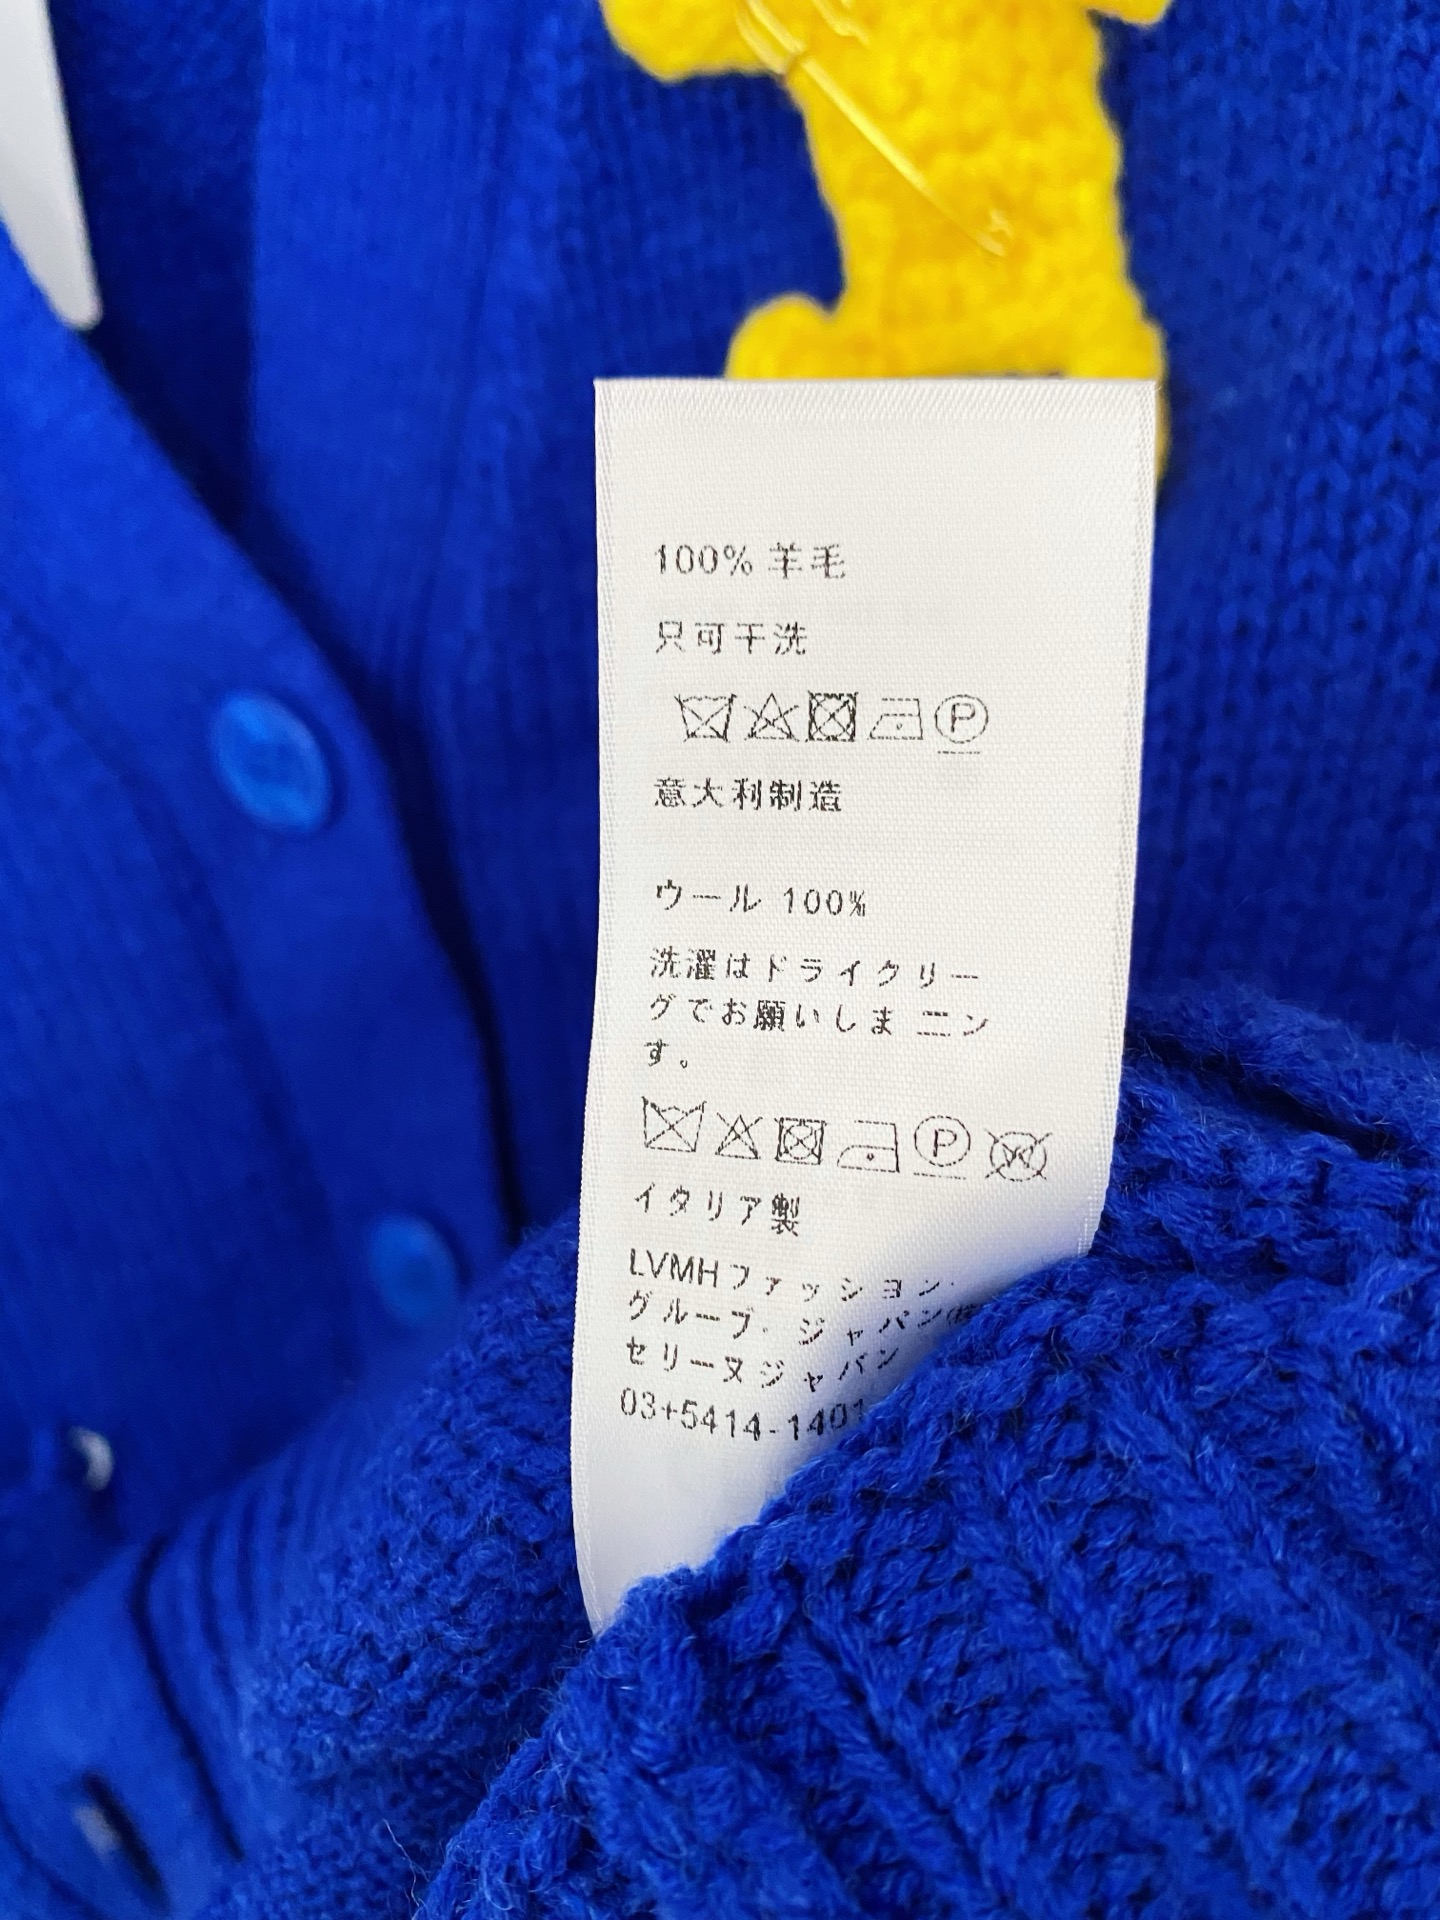 100% 羊毛
只可干洗
P
意大利制造
ウール 100%
洗濯はドライクリー
グでお願いしま ニン
す。
P W
イタリア製
LVMHファッション・
グループ・ジャパン(株
セリーヌジャパン
03+5414-1401